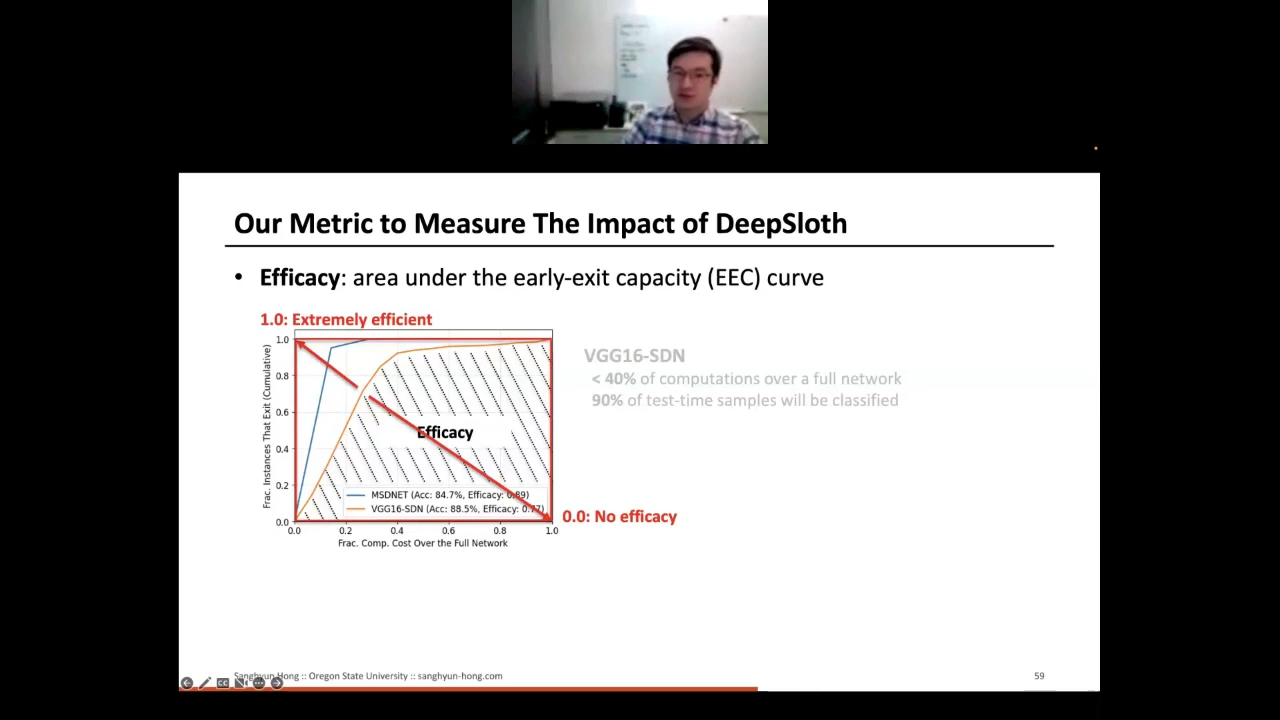 Our Metric to Measure The Impact of DeepSloth
• Efficacy: area under the early-exit capacity (EEC) curve
1.0: Extremely efficient
1.0
0.8
0.6
0.4
0.2
0.0
Frac. Instances That Exit (Cumulative)
Efficacy
MSDNET (Acc: 84.7%, Efficacy: 0.89)
VGG16-SDN (Acc: 88.5%, Efficacy: 0.77)
0.0 0.2 0.4 0.6 0.8 1.0
Frac. Comp. Cost Over the Full Network
0.0: No efficacy
VGG16-SDN
< 40% of computations over a full network
90% of test-time samples will be classified
Sanghyun Hong :: Oregon State University :: sanghyun-hong.com
CC
59